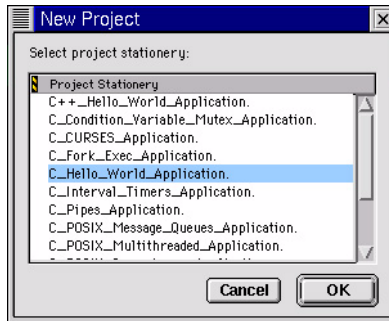 New Project
Select project stationery:
Project Stationery
C++_Hello_World_Application.
C_Condition_Variable_Mutex_Application.
C_CURSES_Application.
C_Fork_Exec_Application.
C_Hello_World_Application.
C_Interval_Timers_Application.
C_Pipes_Application.
C_POSIX_Message_Queues_Application.
C_POSIX_Multithreaded_Application.
Cancel OK